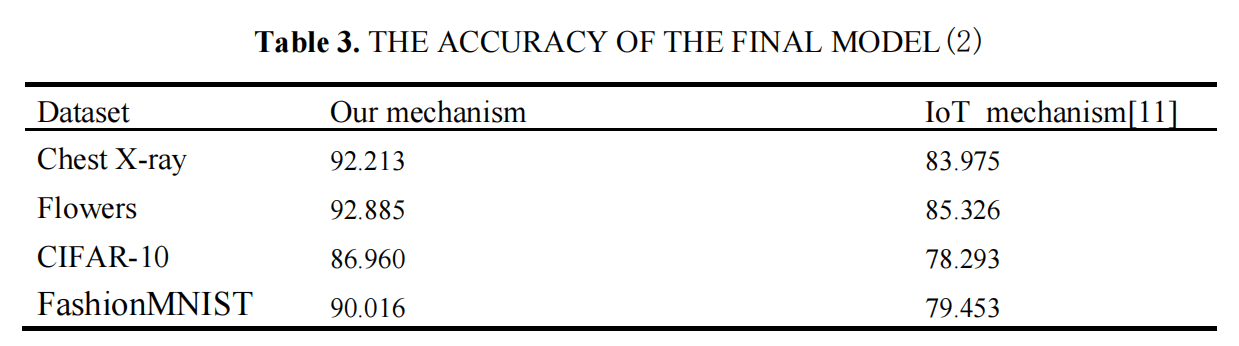 Table 3. THE ACCURACY OF THE FINAL MODEL(2)
Dataset Our mechanism IoT mechanism[11]
Chest X-ray 92.213 83.975
Flowers 92.885 85.326
CIFAR-10 86.960 78.293
FashionMNIST 90.016 79.453